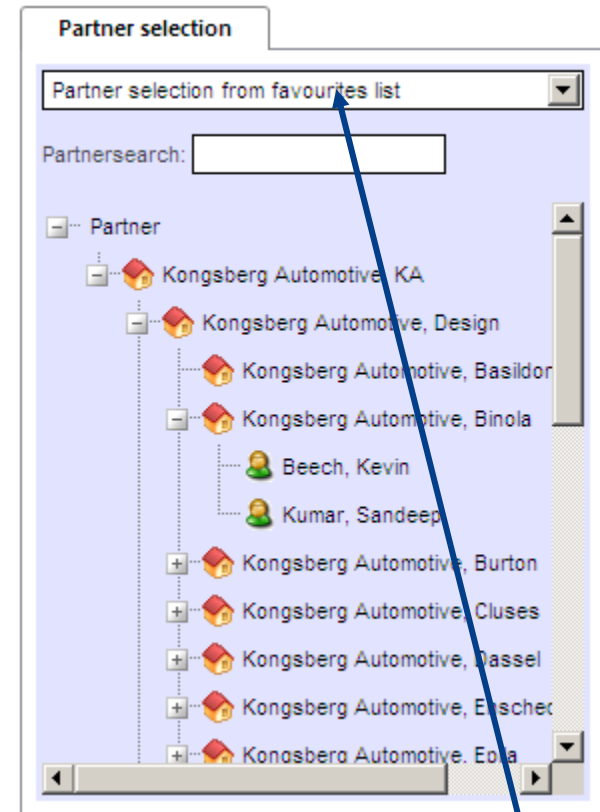 Partner selection
Partner selection from favourites list
Partnersearch:
Partner
Kongsberg Automotive, KA
Kongsberg Automotive, Design
Kongsberg Automotive, Basildor
Kongsberg Automotive, Binola
Beech, Kevin
Kumar, Sandeep
Kongsberg Automotive, Burton
Kongsberg Automotive, Cluses
Kongsberg Automotive, Dassel
Kongsberg Automotive, Ensched
Kongsberg Automotive, Epila